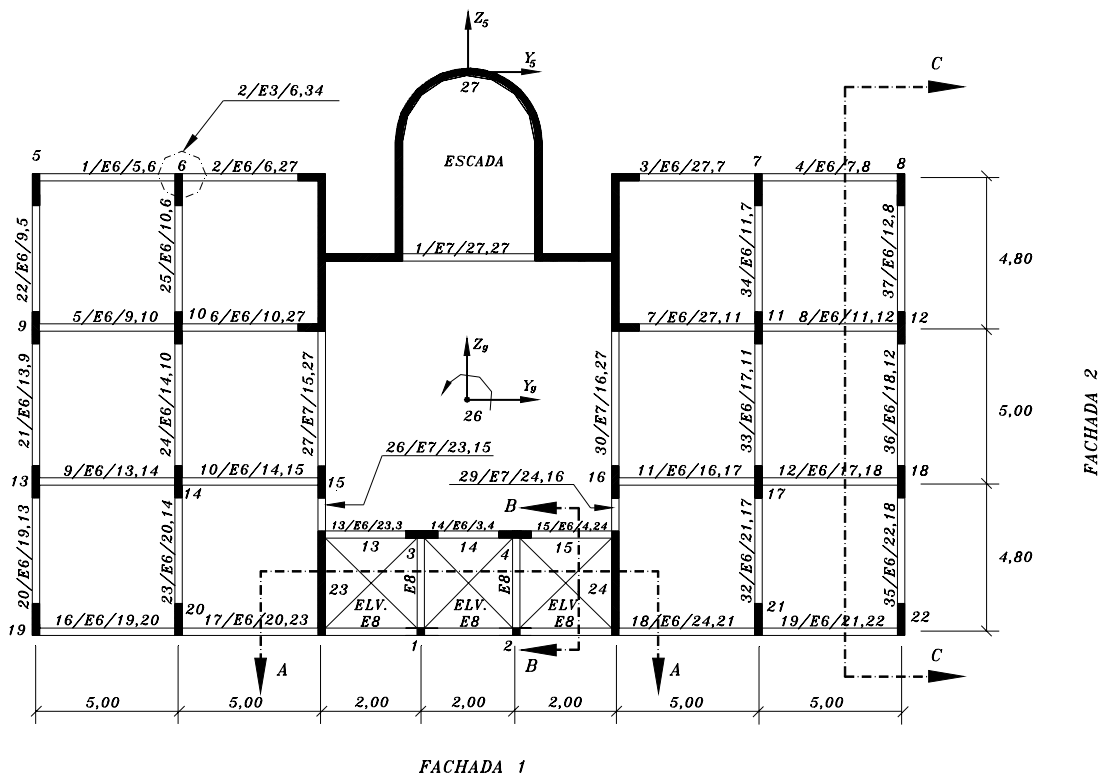 Z5
Y5
C
2/E3/6,34
27
5
1/E6/5,6
6
2/E6/6,27
ESCADA
3/E6/27,7
7
4/E6/7,8
8
22/E6/9,5
25/E6/10,6
34/E6/11,7
37/E6/12,8
1/E7/27,27
4,80
9
5/E6/9,10
10
6/E6/10,27
7/E6/27,11
11
8/E6/11,12
12
Z9
Y9
26
21/E6/13,9
24/E6/14,10
27/E7/15,27
30/E7/16,27
33/E6/17,11
36/E6/18,12
5,00
FACHADA 2
26/E7/23,15
29/E7/24,16
13
9/E6/13,14
14
10/E6/14,15
15
16
11/E6/16,17
17
12/E6/17,18
18
B
20/E6/19,13
23/E6/20,14
13/E6/23,3
14/E6/3,4
15/E6/4,24
13
3
14
4
15
32/E6/21,17
35/E6/22,18
4,80
23
E8
E8
24
ELV.
E8
ELV.
E8
ELV
E8
19
16/E6/19,20
20
17/E6/20,23
18/E6/24,21
21
19/E6/21,22
22
1
2
B
A
A
C
5,00
5,00
2,00
2,00
2,00
5,00
5,00
FACHADA 1